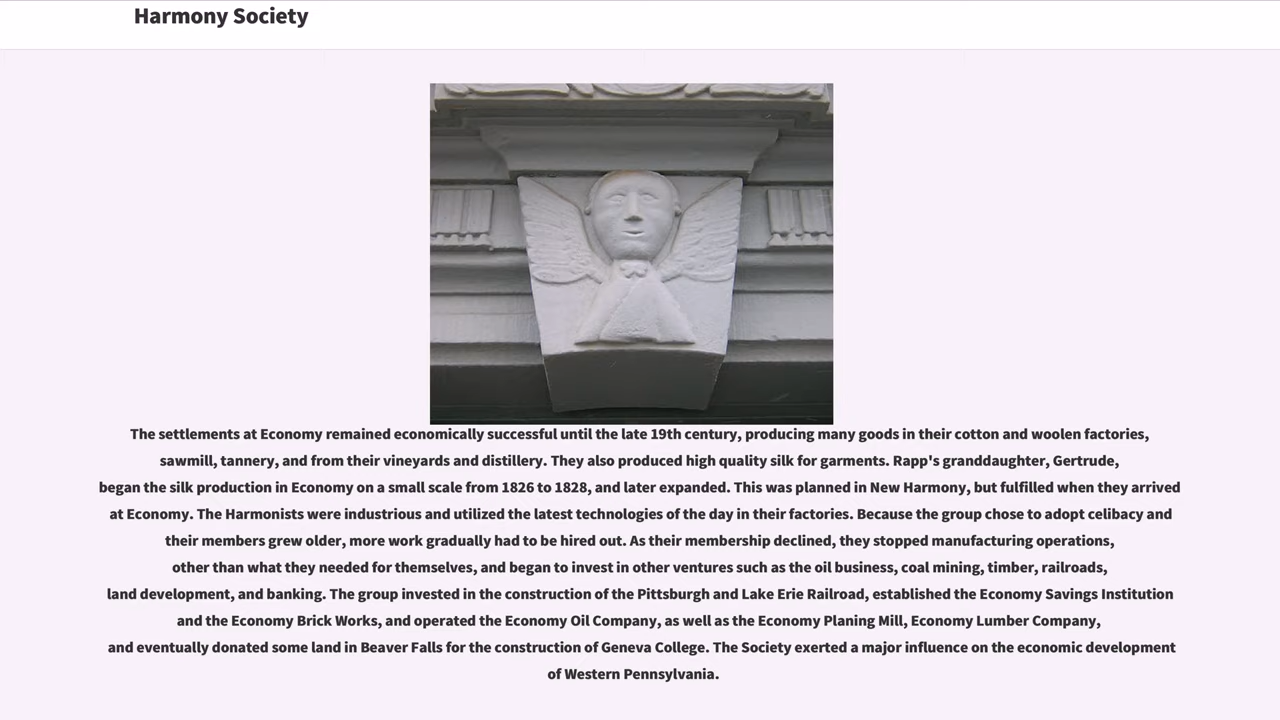 Harmony Society
The settlements at Economy remained economically successful until the late 19th century, producing many goods in their cotton and woolen factories,
sawmill, tannery, and from their vineyards and distillery. They also produced high quality silk for garments. Rapp's granddaughter, Gertrude,
began the silk production in Economy on a small scale from 1826 to 1828, and later expanded. This was planned in New Harmony, but fulfilled when they arrived
at Economy. The Harmonists were industrious and utilized the latest technologies of the day in their factories. Because the group chose to adopt celibacy and
their members grew older, more work gradually had to be hired out. As their membership declined, they stopped manufacturing operations,
other than what they needed for themselves, and began to invest in other ventures such as the oil business, coal mining, timber, railroads,
land development, and banking. The group invested in the construction of the Pittsburgh and Lake Erie Railroad, established the Economy Savings Institution
and the Economy Brick Works, and operated the Economy Oil Company, as well as the Economy Planing Mill, Economy Lumber Company,
and eventually donated some land in Beaver Falls for the construction of Geneva College. The Society exerted a major influence on the economic development
of Western Pennsylvania.